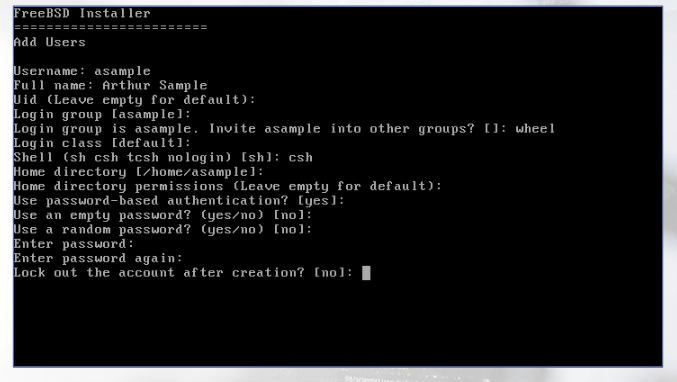 FreeBSD Installer
========================
Add Users
Username: asample
Full name: Arthur Sample
Uid (Leave empty for default):
Login group [asample]:
Login group is asample. Invite asample into other groups? []: wheel
Login class [default]:
Shell (sh csh tcsh nologin) [sh]: csh
Home directory [/home/asample]:
Home directory permissions (Leave empty for default):
Use password-based authentication? [yes]:
Use an empty password? (yes/no) [no]:
Use a random password? (yes/no) [no]:
Enter password:
Enter password again:
Lock out the account after creation? [no]: